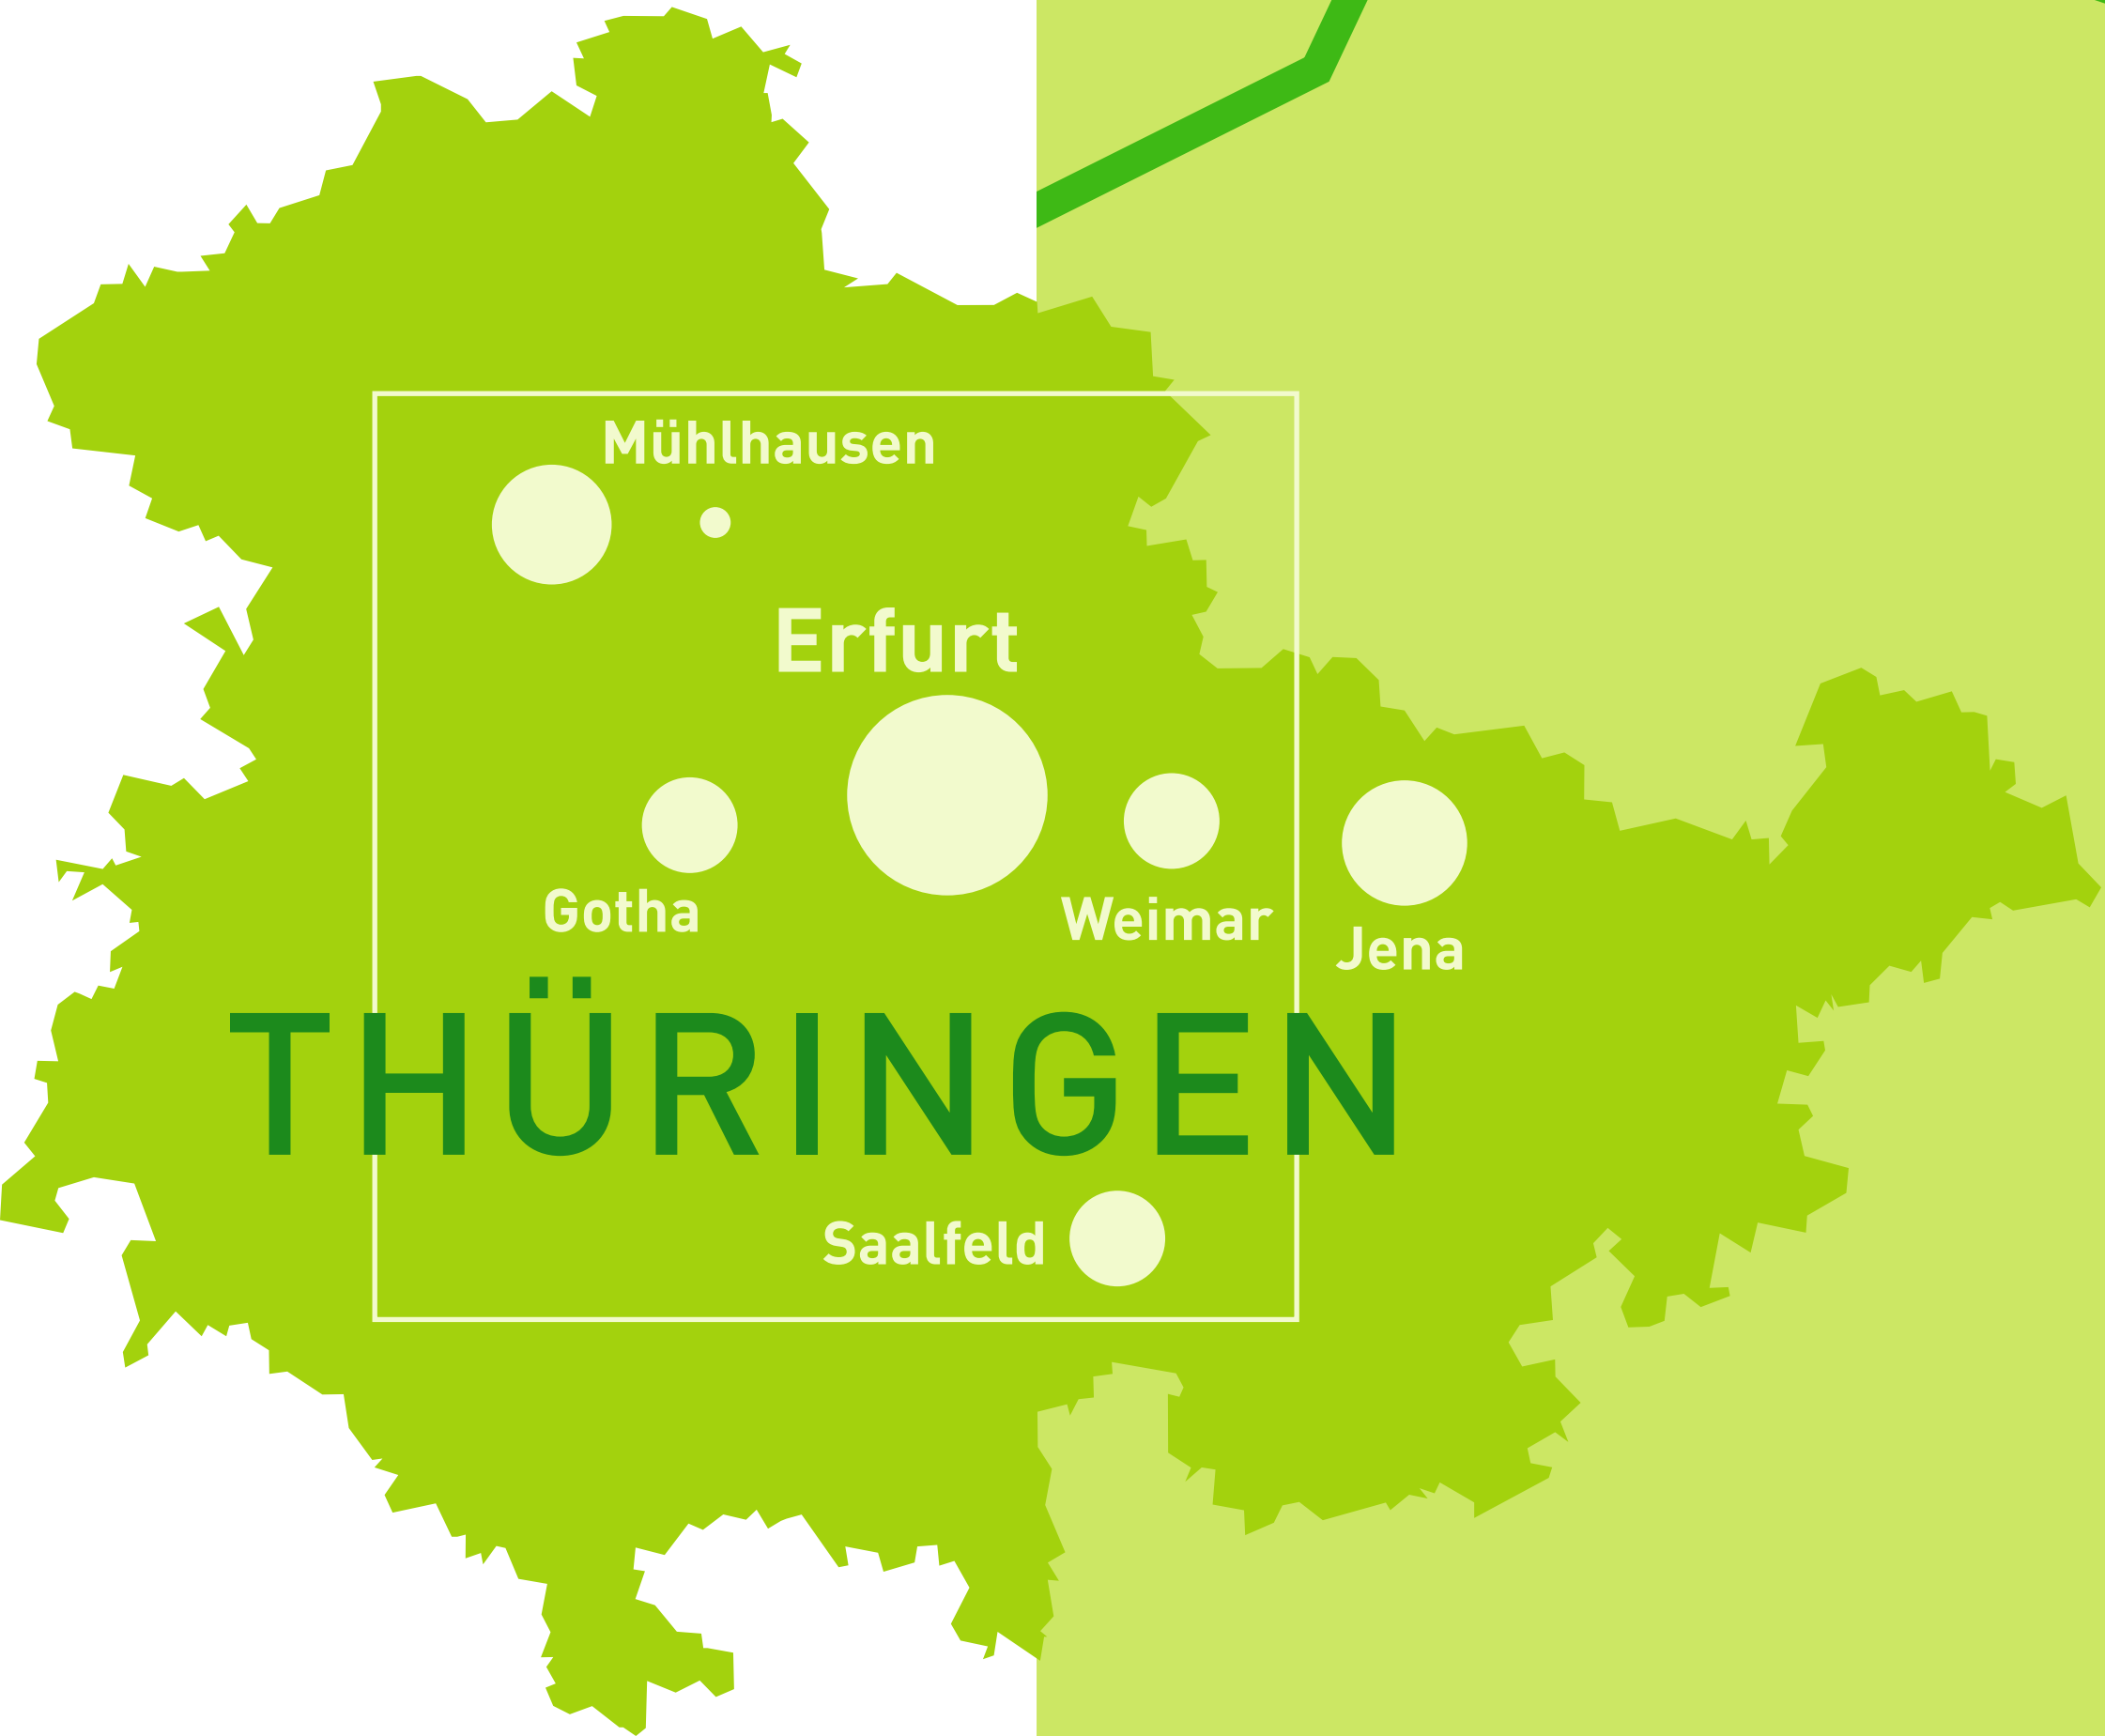 Mühlhausen
Erfurt
Gotha
Weimar
Jena
THÜRINGEN
Saalfeld